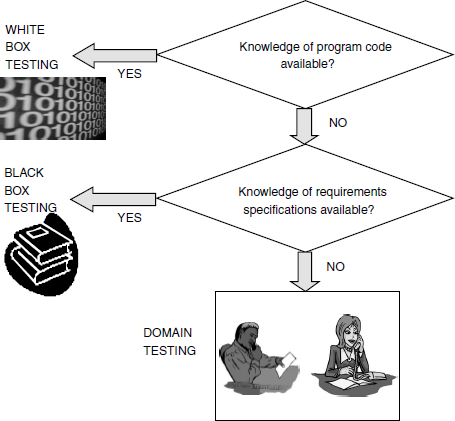 WHITE
BOX
TESTING
Knowledge of program code
available?
YES
NO
BLACK
BOX
TESTING
Knowledge of requirements
specifications available?
YES
NO
DOMAIN
TESTING